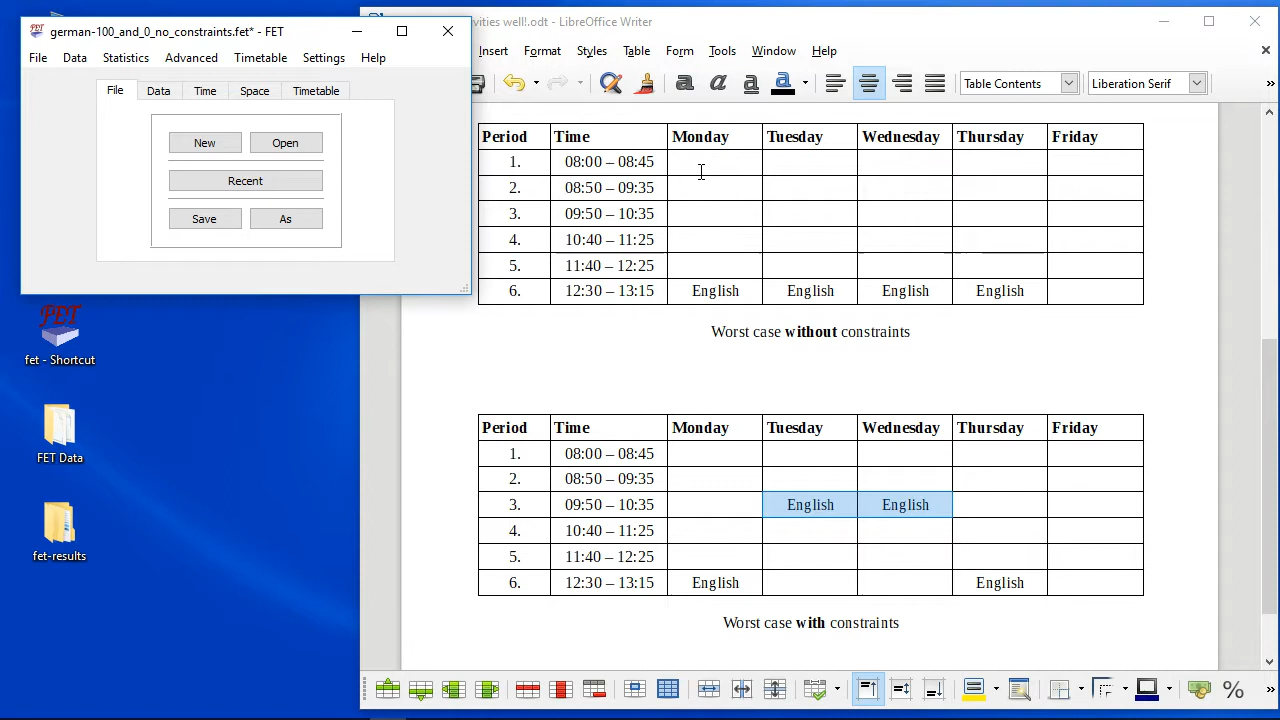 german-100_and_0_no_constraints.fet* - FET
File Data Statistics Advanced Timetable Settings Help
File Data Time Space Timetable
New Open
Recent
Save As
FET
fet - Shortcut
FET Data
fet-results
vities well!.odt - LibreOffice Writer
Insert Format Styles Table Form Tools Window Help
Table Contents Liberation Serif
Period Time Monday Tuesday Wednesday Thursday Friday
1. 08:00 – 08:45
2. 08:50 – 09:35
3. 09:50 – 10:35
4. 10:40 – 11:25
5. 11:40 – 12:25
6. 12:30 – 13:15 English English English English
Worst case without constraints
Period Time Monday Tuesday Wednesday Thursday Friday
1. 08:00 – 08:45
2. 08:50 – 09:35
3. 09:50 – 10:35 English English
4. 10:40 – 11:25
5. 11:40 – 12:25
6. 12:30 – 13:15 English English
Worst case with constraints